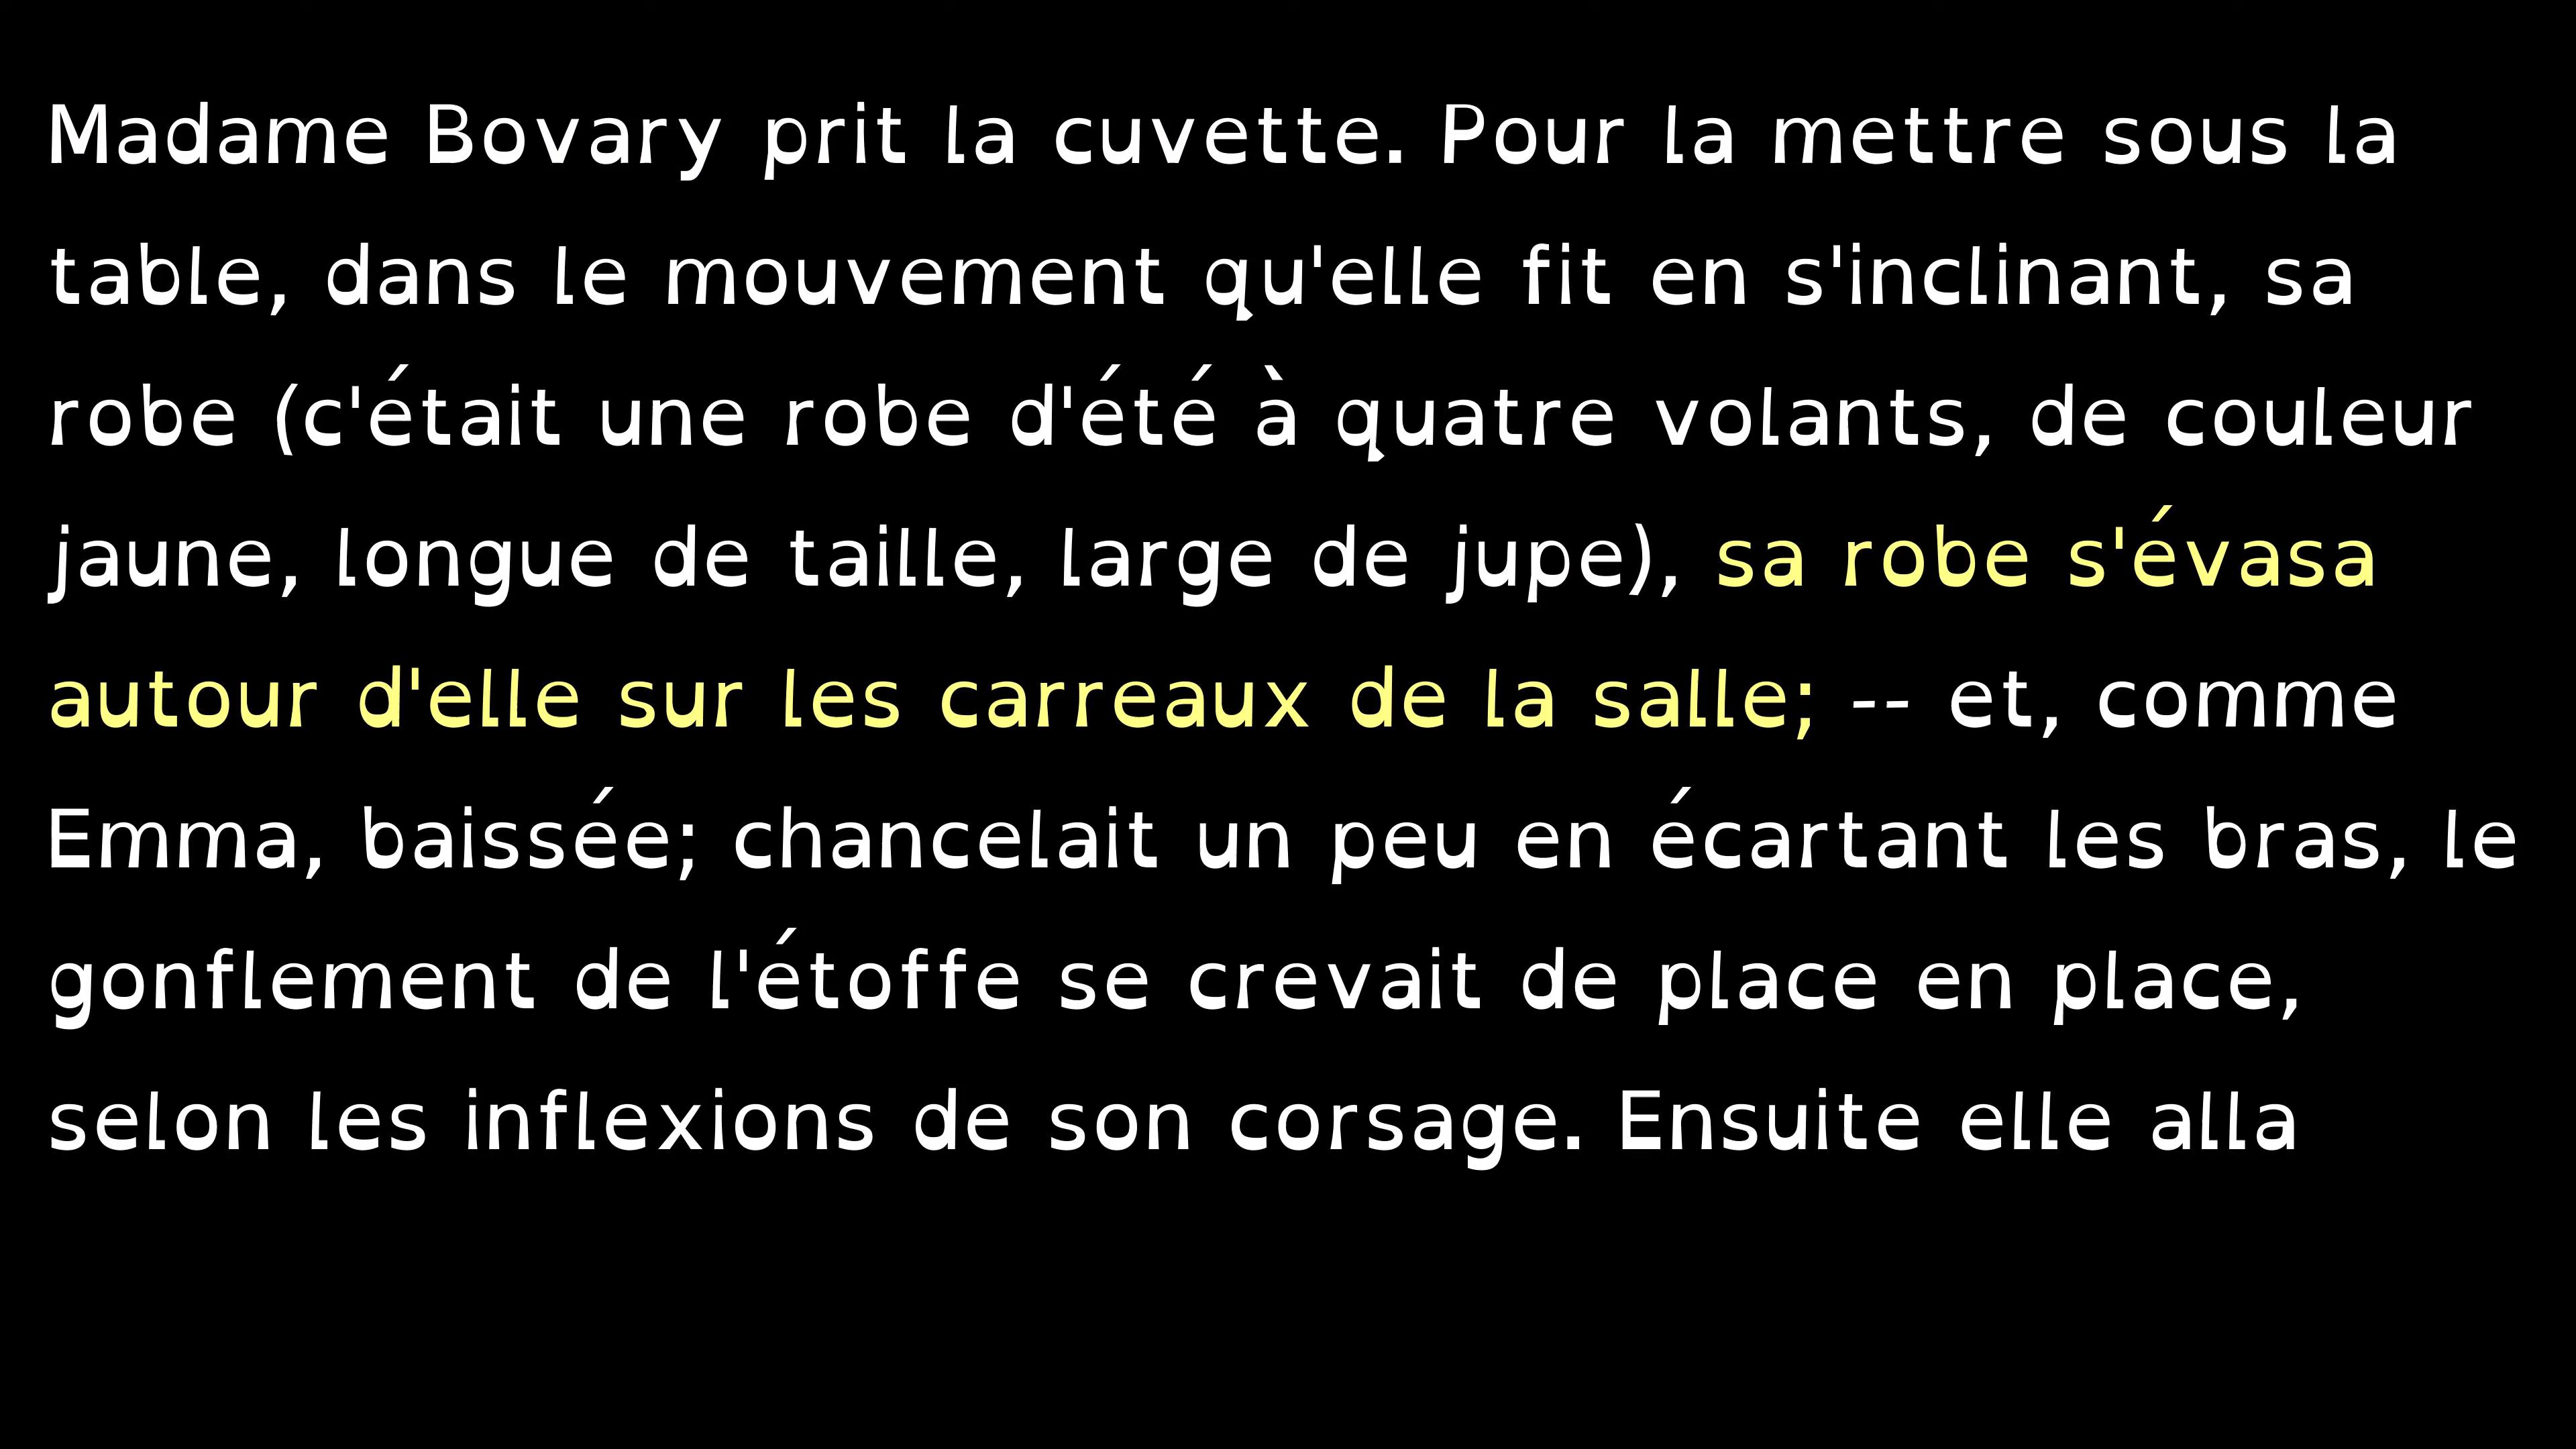 Madame Bovary prit la cuvette. Pour la mettre sous la
table, dans le mouvement qu'elle fit en s'inclinant, sa
robe (c'était une robe d'été à quatre volants, de couleur
jaune, longue de taille, large de jupe), sa robe s'évasa
autour d'elle sur les carreaux de la salle; -- et, comme
Emma, baissée; chancelait un peu en écartant les bras, le
gonflement de l'étoffe se crevait de place en place,
selon les inflexions de son corsage. Ensuite elle alla